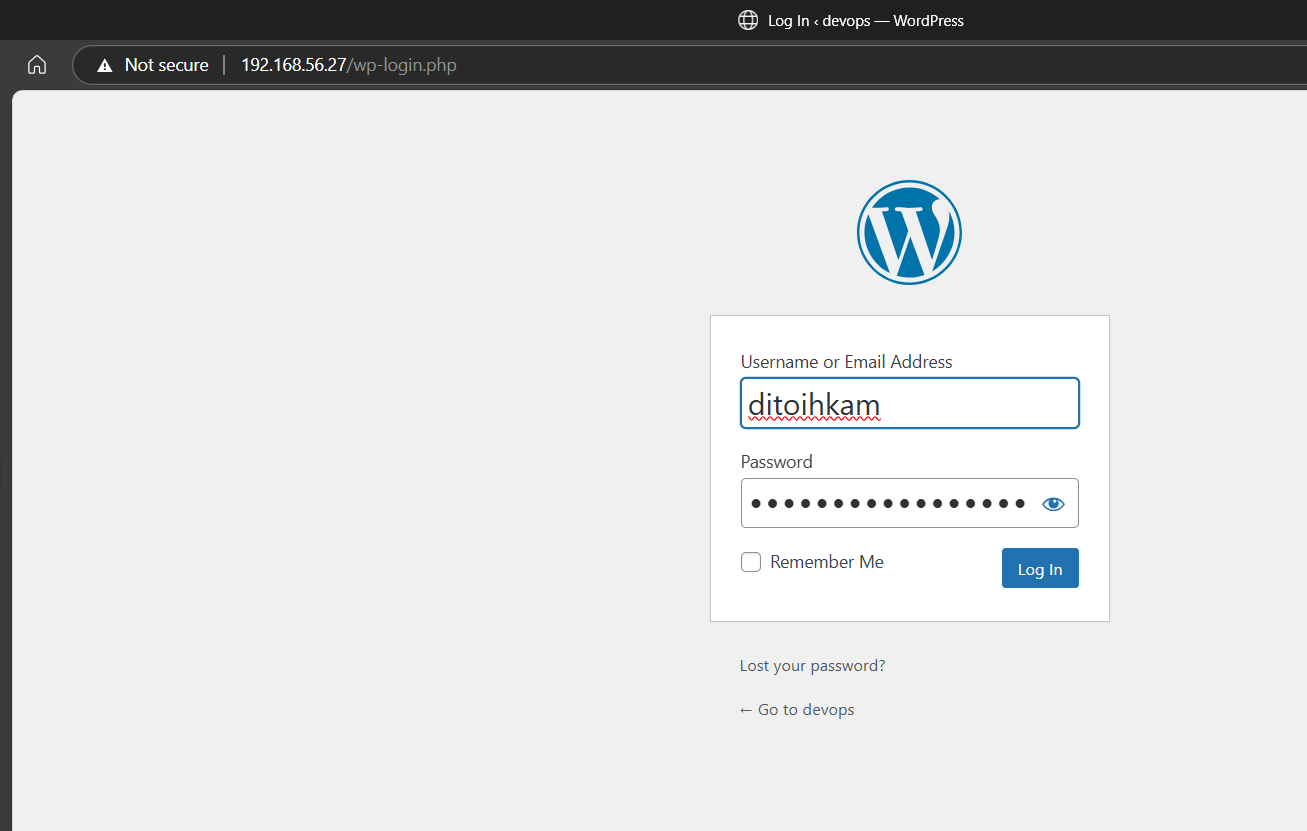 Log In ‹ devops — WordPress
Not secure | 192.168.56.27/wp-login.php
Username or Email Address
ditoihkam
Password
●●●●●●●●●●●●●●●●●
Remember Me
Log In
Lost your password?
← Go to devops